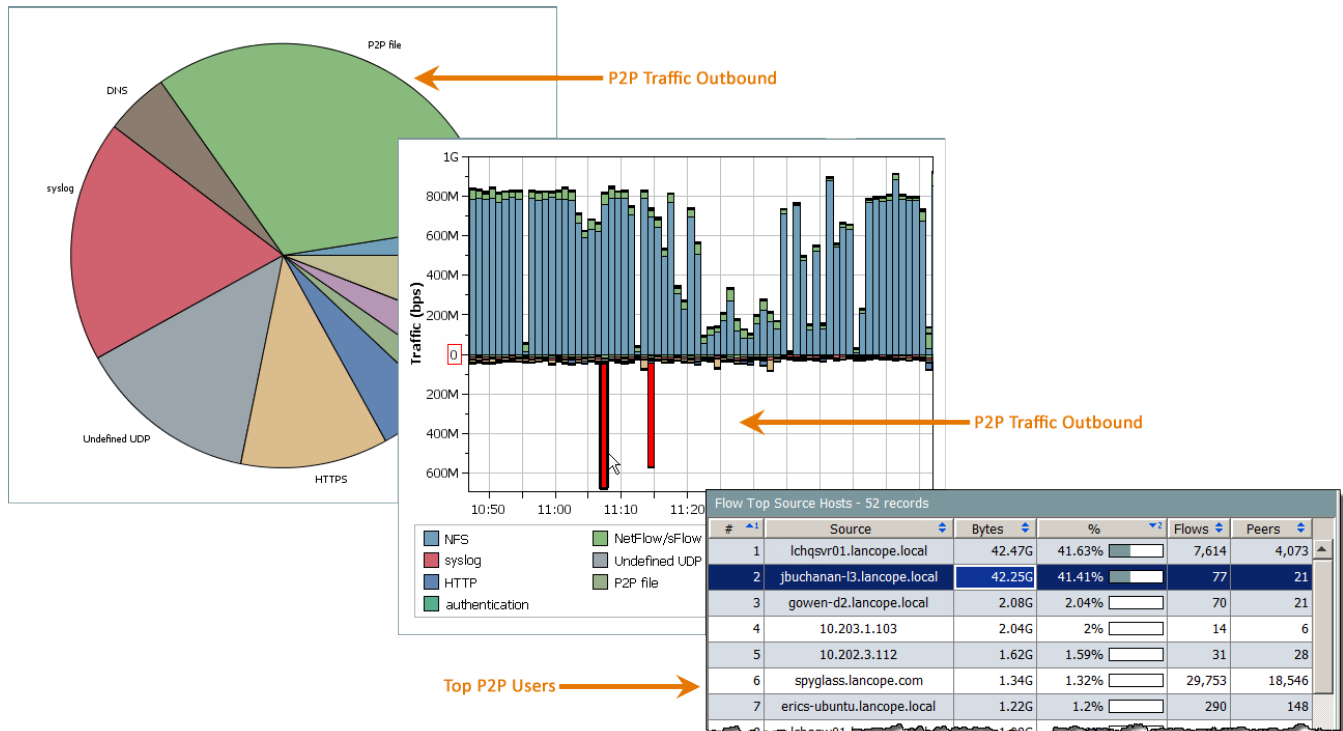 P2P file
P2P Traffic Outbound
DNS
syslog
Undefined UDP
HTTPS
1G
800M
600M
400M
200M
0
200M
400M
600M
Traffic (bps)
10:50 11:00 11:10 11:20
P2P Traffic Outbound
NFS NetFlow/sFlow
syslog Undefined UDP
HTTP P2P file
authentication
Flow Top Source Hosts - 52 records
# 1 Source Bytes % 2 Flows Peers
1 lchqsvr01.lancope.local 42.47G 41.63% 7,614 4,073
2 jbuchanan-l3.lancope.local 42.25G 41.41% 77 21
3 gowen-d2.lancope.local 2.08G 2.04% 70 21
4 10.203.1.103 2.04G 2% 14 6
5 10.202.3.112 1.62G 1.59% 31 28
6 spyglass.lancope.com 1.34G 1.32% 29,753 18,546
7 erics-ubuntu.lancope.local 1.22G 1.2% 290 148
Top P2P Users